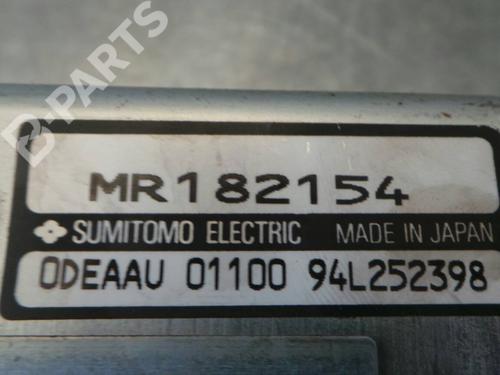 B-PARTS
MR182154
SUMITOMO ELECTRIC MADE IN JAPAN
ODEAAU 01100 94L252398